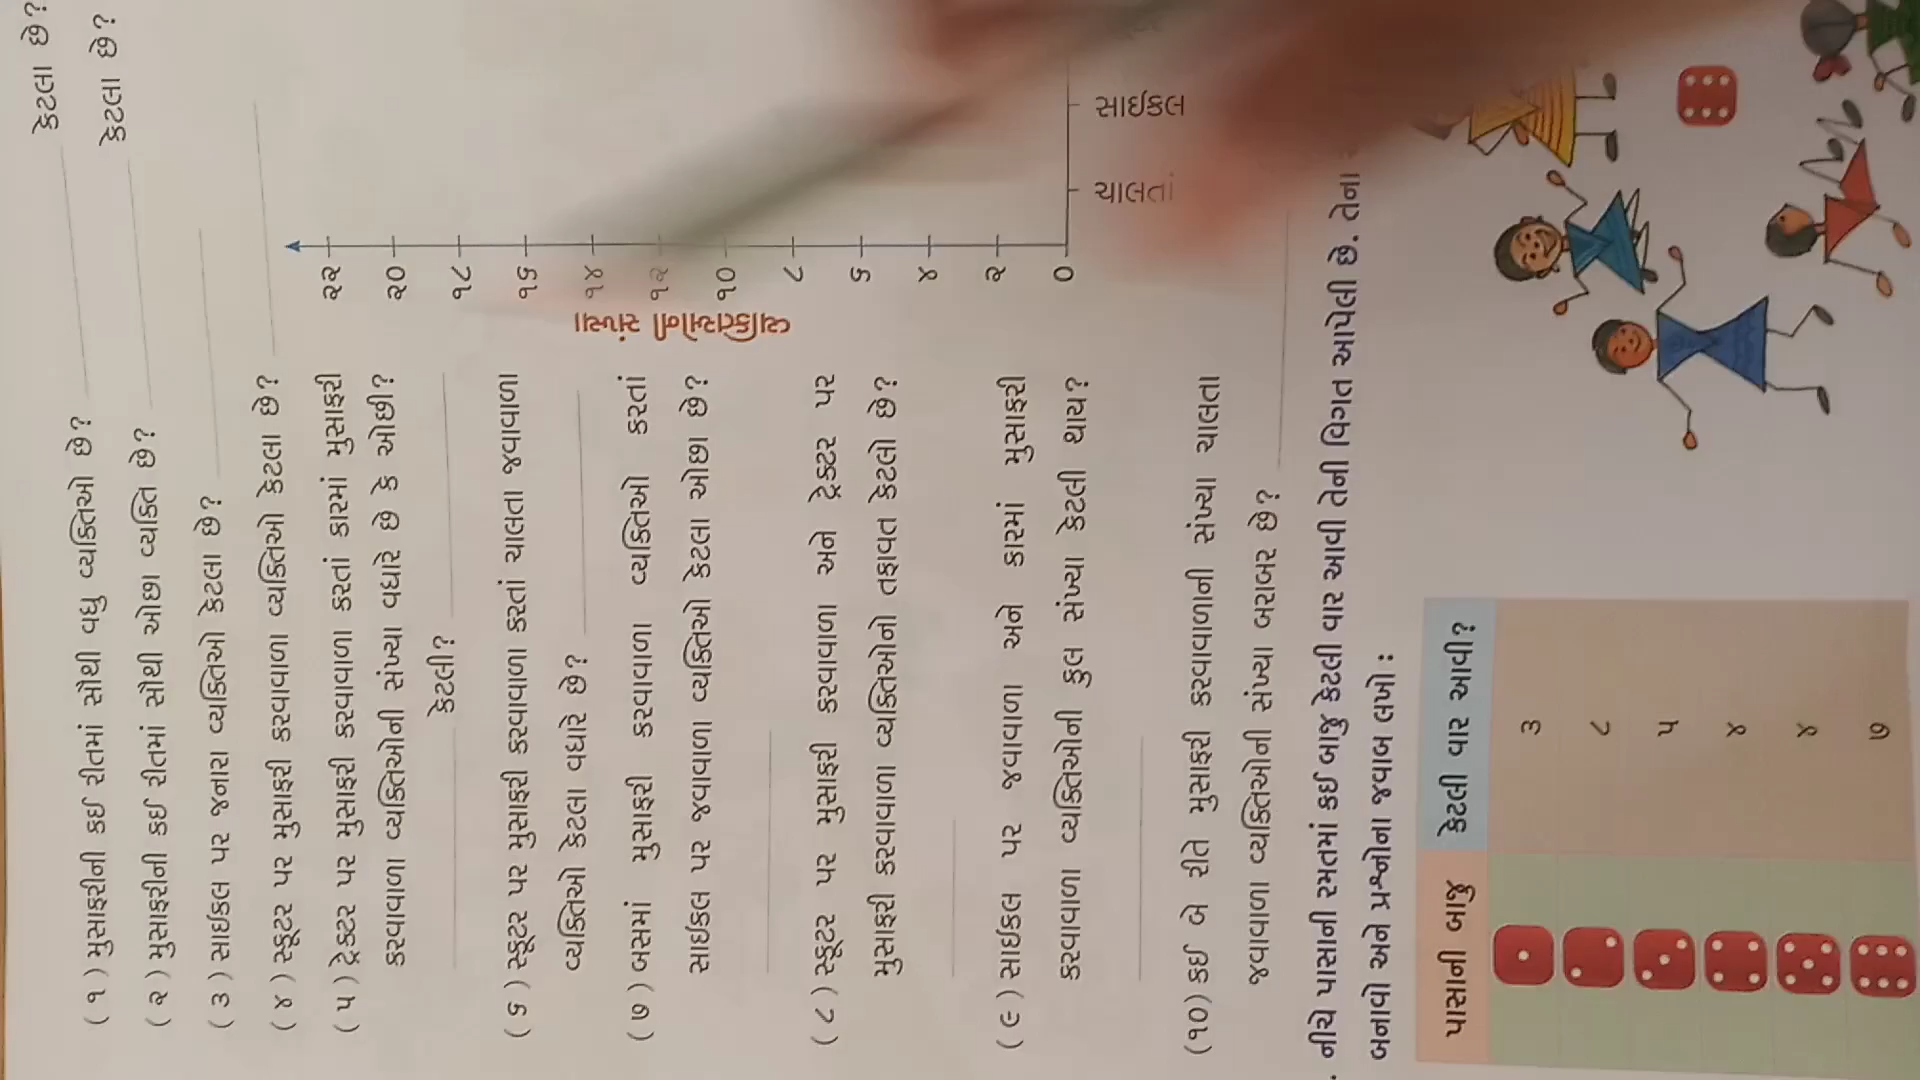 કેટલા છે?
(૧) મુસાફરીની કઈ રીતમાં સૌથી વધુ વ્યક્તિઓ છે?
કેટલા છે?
(૨) મુસાફરીની કઈ રીતમાં સૌથી ઓછા વ્યક્તિ છે?
(૩) સાઈકલ પર જનારા વ્યક્તિઓ કેટલા છે?
(૪) સ્કૂટર પર મુસાફરી કરવાવાળા વ્યક્તિઓ કેટલા છે?
(૫) ટ્રેક્ટર પર મુસાફરી કરવાવાળા કરતાં કારમાં મુસાફરી
કરવાવાળા વ્યક્તિઓની સંખ્યા વધારે છે કે ઓછી?
કેટલી?
(૬) સ્કૂટર પર મુસાફરી કરવાવાળા કરતાં ચાલતા જવાવાળા
વ્યક્તિઓ કેટલા વધારે છે?
(૭) બસમાં મુસાફરી કરવાવાળા વ્યક્તિઓ કરતાં
સાઈકલ પર જવાવાળા વ્યક્તિઓ કેટલા ઓછા છે?
(૮) સ્કૂટર પર મુસાફરી કરવાવાળા અને ટ્રેક્ટર પર
મુસાફરી કરવાવાળા વ્યક્તિઓનો તફાવત કેટલો છે?
(૯) સાઈકલ પર જવાવાળા અને કારમાં મુસાફરી
કરવાવાળા વ્યક્તિઓની કુલ સંખ્યા કેટલી થાય?
(૧૦) કઈ બે રીતે મુસાફરી કરવાવાળાની સંખ્યા ચાલતા
જવાવાળા વ્યક્તિઓની સંખ્યા બરાબર છે?
વ્યક્તિઓની સંખ્યા
૨૨
૨૦
૧૮
૧૬
૧૪
૧૨
૧૦
૮
૬
૪
૨
૦
ચાલતાં સાઈકલ
. નીચે પાસાની રમતમાં કઈ બાજુ કેટલી વાર આવી તેની વિગત આપેલી છે. તેના
બનાવો અને પ્રશ્નોના જવાબ લખો :
પાસાની બાજુ કેટલી વાર આવી?
૩
૮
૫
૪
૪
૭